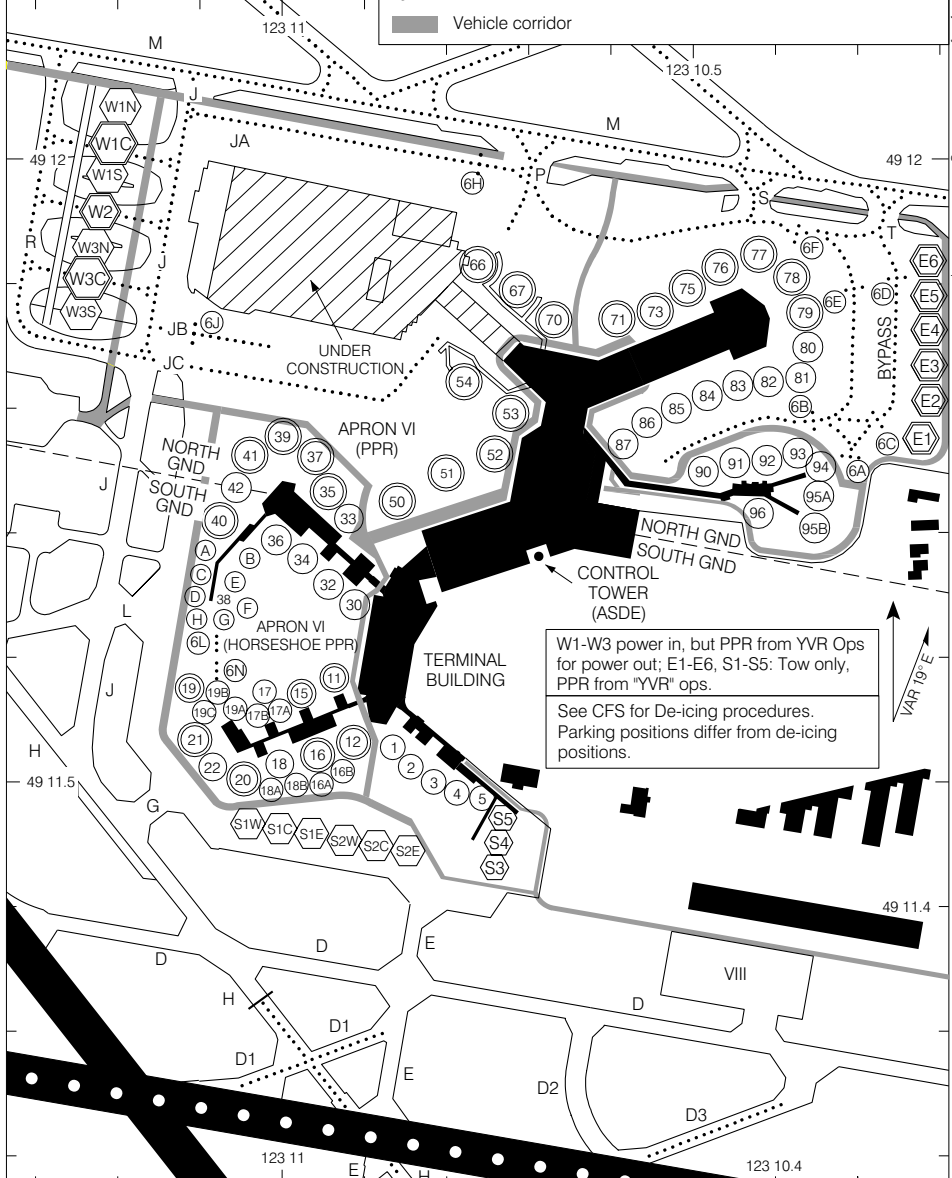 Vehicle corridor
123 11
M
123 10.5
J
W1N
W1C
49 12
W1S
JA
M
49 12
P
6H
S
W2
R
W3N
J
T
W3C
W3S
6F
E6
66
77
76
78
6D
E5
67
75
6E
70
71
73
79
E4
JB
6J
UNDER
CONSTRUCTION
80
BYPASS
E3
JC
54
84
83
82
81
E2
53
86
85
6B
39
APRON VI
(PPR)
87
E1
6C
41
37
52
NORTH
GND
SOUTH
GND
51
90
91
92
93
94
6A
J
42
35
50
95A
40
33
96
95B
36
NORTH GND
SOUTH GND
A
B
34
C
E
32
CONTROL
TOWER
(ASDE)
D
38
F
30
L
H
G
APRON VI
(HORSESHOE PPR)
6L
TERMINAL
BUILDING
W1-W3 power in, but PPR from YVR Ops
for power out; E1-E6, S1-S5: Tow only,
PPR from "YVR" ops.
See CFS for De-icing procedures.
Parking positions differ from de-icing
positions.
VAR 19° E
J
6N
11
19
19B
17
15
19C
19A
17B
17A
21
12
1
H
16
2
22
18
16B
3
49 11.5
20
18A
18B
16A
4
5
G
S1W
S1C
S1E
S2W
S2C
S2E
S5
S4
S3
49 11.4
D
D
E
VIII
H
D
D1
D1
E
D2
D3
123 11
E
H
123 10.4